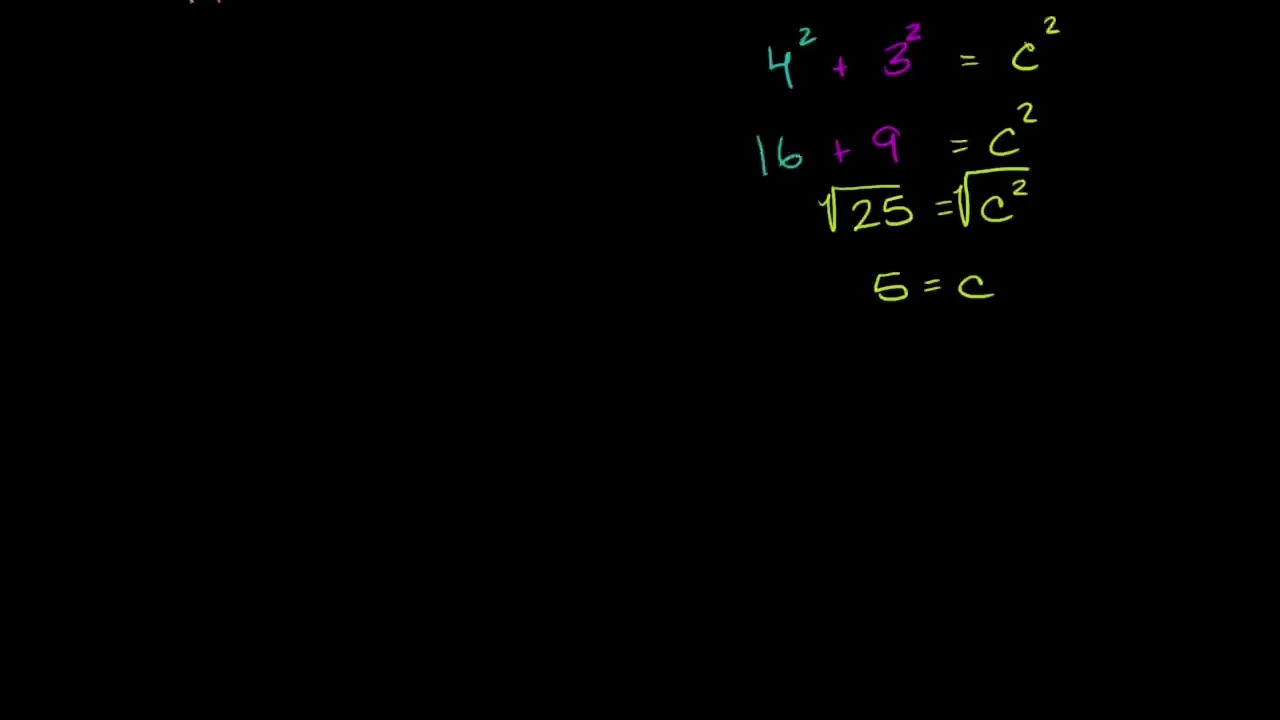 4² + 3² = c²
16 + 9 = c²
√25 = √c²
5 = c